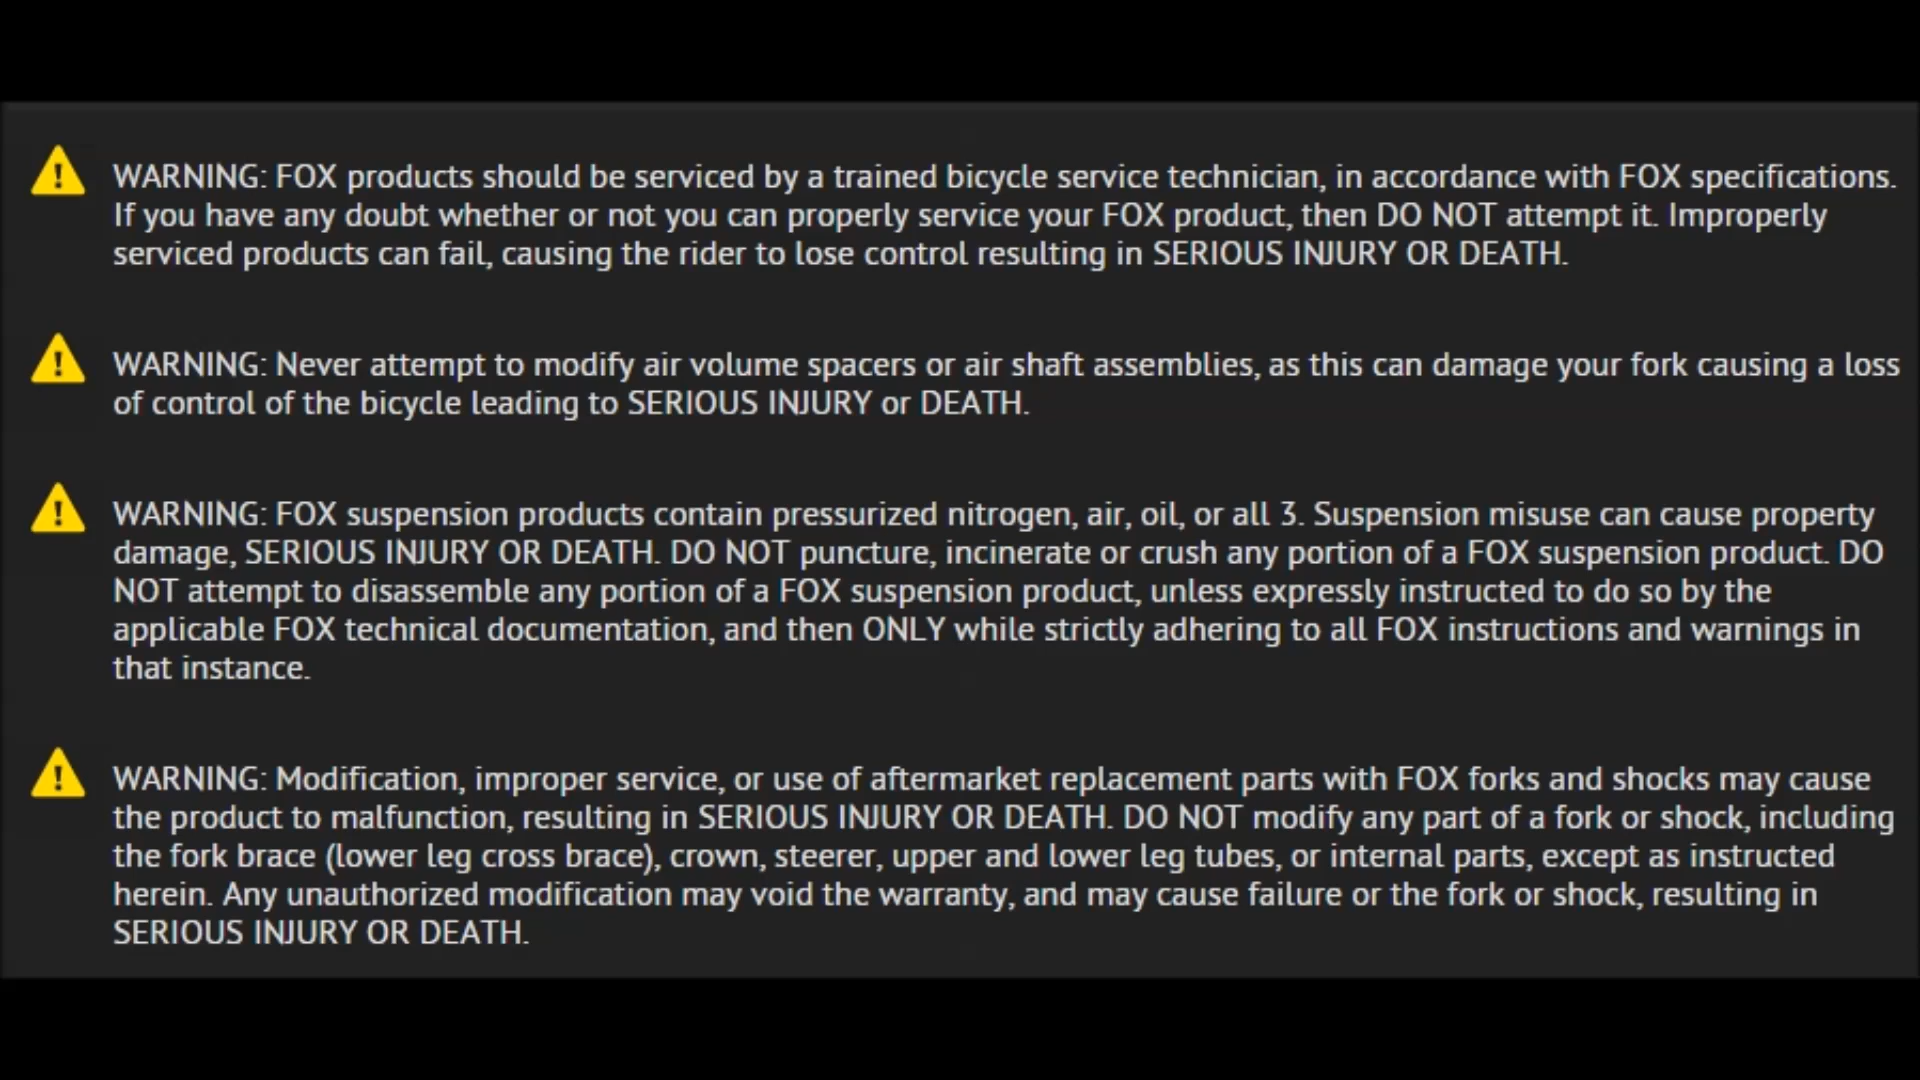 WARNING: FOX products should be serviced by a trained bicycle service technician, in accordance with FOX specifications.
If you have any doubt whether or not you can properly service your FOX product, then DO NOT attempt it. Improperly
serviced products can fail, causing the rider to lose control resulting in SERIOUS INJURY OR DEATH.
WARNING: Never attempt to modify air volume spacers or air shaft assemblies, as this can damage your fork causing a loss
of control of the bicycle leading to SERIOUS INJURY or DEATH.
WARNING: FOX suspension products contain pressurized nitrogen, air, oil, or all 3. Suspension misuse can cause property
damage, SERIOUS INJURY OR DEATH. DO NOT puncture, incinerate or crush any portion of a FOX suspension product. DO
NOT attempt to disassemble any portion of a FOX suspension product, unless expressly instructed to do so by the
applicable FOX technical documentation, and then ONLY while strictly adhering to all FOX instructions and warnings in
that instance.
WARNING: Modification, improper service, or use of aftermarket replacement parts with FOX forks and shocks may cause
the product to malfunction, resulting in SERIOUS INJURY OR DEATH. DO NOT modify any part of a fork or shock, including
the fork brace (lower leg cross brace), crown, steerer, upper and lower leg tubes, or internal parts, except as instructed
herein. Any unauthorized modification may void the warranty, and may cause failure or the fork or shock, resulting in
SERIOUS INJURY OR DEATH.